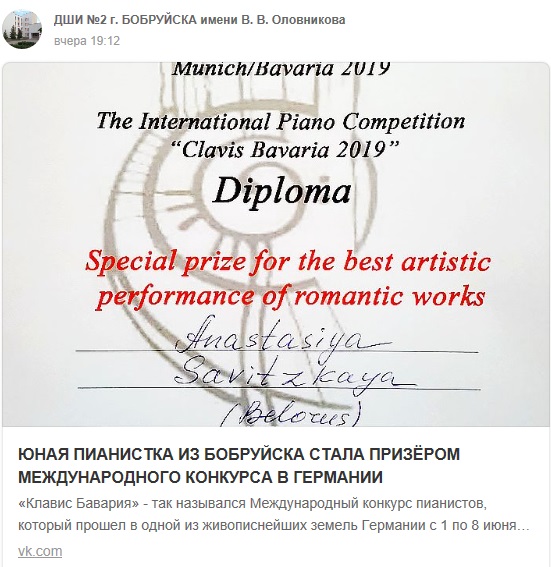 ДШИ №2 г. БОБРУЙСКА имени В. В. Оловникова
вчера 19:12
Munich/Bavaria 2019
The International Piano Competition
“Clavis Bavaria 2019”
Diploma
Special prize for the best artistic
performance of romantic works
Anastasiya
Savitzkaya
(Belorus)
ЮНАЯ ПИАНИСТКА ИЗ БОБРУЙСКА СТАЛА ПРИЗЁРОМ
МЕЖДУНАРОДНОГО КОНКУРСА В ГЕРМАНИИ
«Клавис Бавария» - так назывался Международный конкурс пианистов,
который прошел в одной из живописнейших земель Германии с 1 по 8 июня…
vk.com